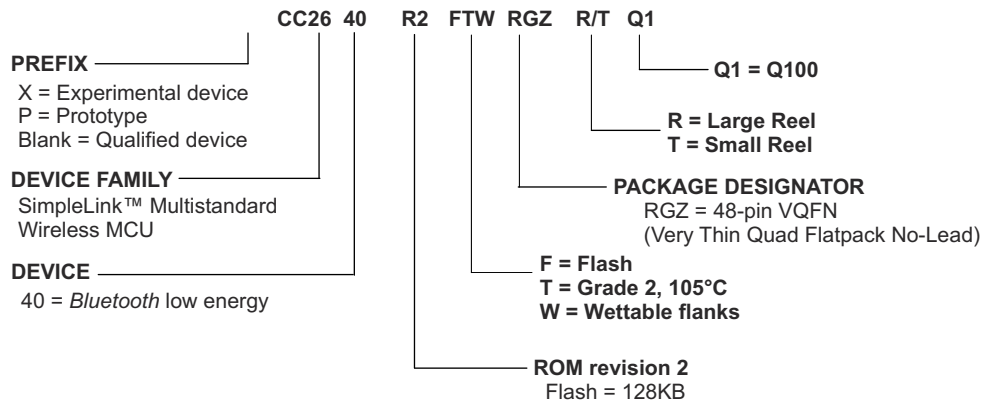 CC26 40 R2 FTW RGZ R/T Q1
PREFIX
X = Experimental device
P = Prototype
Blank = Qualified device
DEVICE FAMILY
SimpleLink™ Multistandard
Wireless MCU
DEVICE
40 = Bluetooth low energy
Q1 = Q100
R = Large Reel
T = Small Reel
PACKAGE DESIGNATOR
RGZ = 48-pin VQFN
(Very Thin Quad Flatpack No-Lead)
F = Flash
T = Grade 2, 105°C
W = Wettable flanks
ROM revision 2
Flash = 128KB